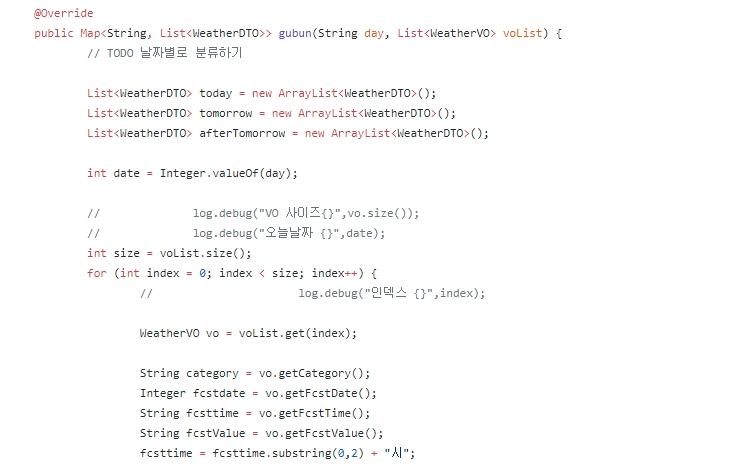 @Override
public Map<String, List<WeatherDTO>> gubun(String day, List<WeatherVO> voList) {
// TODO 날짜별로 분류하기
List<WeatherDTO> today = new ArrayList<WeatherDTO>();
List<WeatherDTO> tomorrow = new ArrayList<WeatherDTO>();
List<WeatherDTO> afterTomorrow = new ArrayList<WeatherDTO>();
int date = Integer.valueOf(day);
// log.debug("VO 사이즈{}",vo.size());
// log.debug("오늘날짜 {}",date);
int size = voList.size();
for (int index = 0; index < size; index++) {
// log.debug("인덱스 {}",index);
WeatherVO vo = voList.get(index);
String category = vo.getCategory();
Integer fcstdate = vo.getFcstDate();
String fcsttime = vo.getFcstTime();
String fcstValue = vo.getFcstValue();
fcsttime = fcsttime.substring(0,2) + "시";